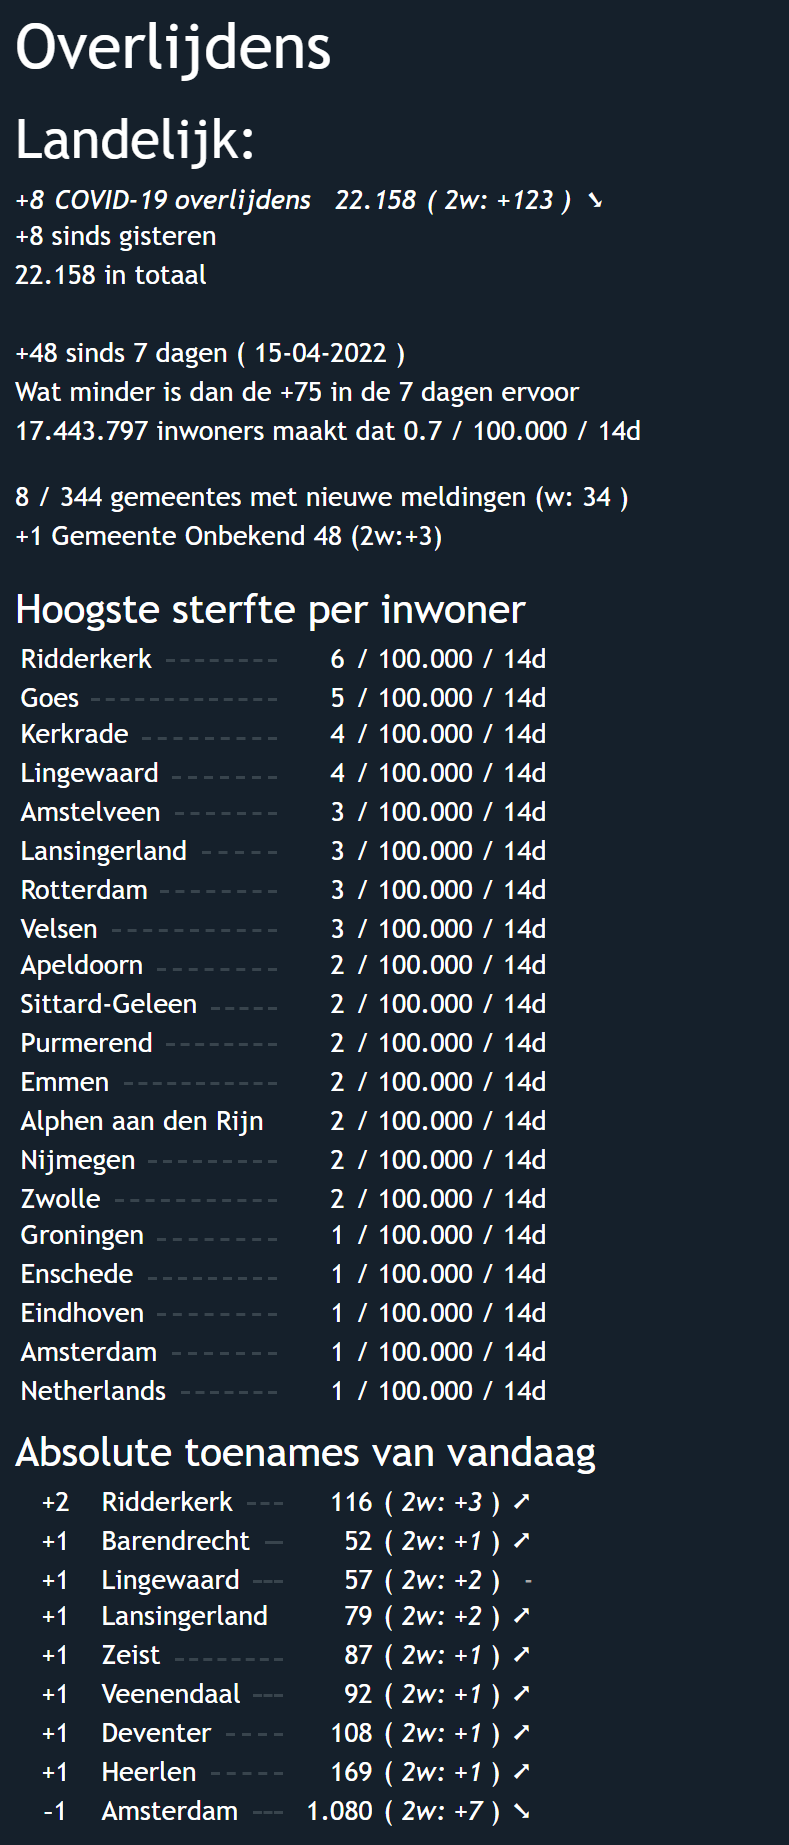 Overlijdens
Landelijk:
+8 COVID-19 overlijdens 22.158 ( 2w: +123 ) ➘
+8 sinds gisteren
22.158 in totaal
+48 sinds 7 dagen ( 15-04-2022 )
Wat minder is dan de +75 in de 7 dagen ervoor
17.443.797 inwoners maakt dat 0.7 / 100.000 / 14d
8 / 344 gemeentes met nieuwe meldingen (w: 34 )
+1 Gemeente Onbekend 48 (2w:+3)
Hoogste sterfte per inwoner
Ridderkerk -------- 6 / 100.000 / 14d
Goes ------------- 5 / 100.000 / 14d
Kerkrade --------- 4 / 100.000 / 14d
Lingewaard ------- 4 / 100.000 / 14d
Amstelveen ------- 3 / 100.000 / 14d
Lansingerland ----- 3 / 100.000 / 14d
Rotterdam -------- 3 / 100.000 / 14d
Velsen ----------- 3 / 100.000 / 14d
Apeldoorn -------- 2 / 100.000 / 14d
Sittard-Geleen ----- 2 / 100.000 / 14d
Purmerend -------- 2 / 100.000 / 14d
Emmen ----------- 2 / 100.000 / 14d
Alphen aan den Rijn 2 / 100.000 / 14d
Nijmegen --------- 2 / 100.000 / 14d
Zwolle ----------- 2 / 100.000 / 14d
Groningen -------- 1 / 100.000 / 14d
Enschede --------- 1 / 100.000 / 14d
Eindhoven -------- 1 / 100.000 / 14d
Amsterdam ------- 1 / 100.000 / 14d
Netherlands ------- 1 / 100.000 / 14d
Absolute toenames van vandaag
+2 Ridderkerk --- 116 ( 2w: +3 ) ➚
+1 Barendrecht — 52 ( 2w: +1 ) ➚
+1 Lingewaard --- 57 ( 2w: +2 ) -
+1 Lansingerland 79 ( 2w: +2 ) ➚
+1 Zeist -------- 87 ( 2w: +1 ) ➚
+1 Veenendaal --- 92 ( 2w: +1 ) ➚
+1 Deventer ---- 108 ( 2w: +1 ) ➚
+1 Heerlen ----- 169 ( 2w: +1 ) ➚
-1 Amsterdam --- 1.080 ( 2w: +7 ) ➘